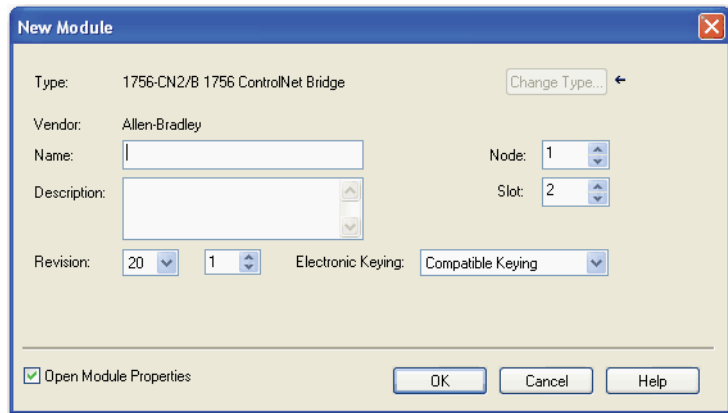 New Module
Type: 1756-CN2/B 1756 ControlNet Bridge Change Type...
Vendor: Allen-Bradley
Name: Node: 1
Description: Slot: 2
Revision: 20 1 Electronic Keying: Compatible Keying
Open Module Properties OK Cancel Help